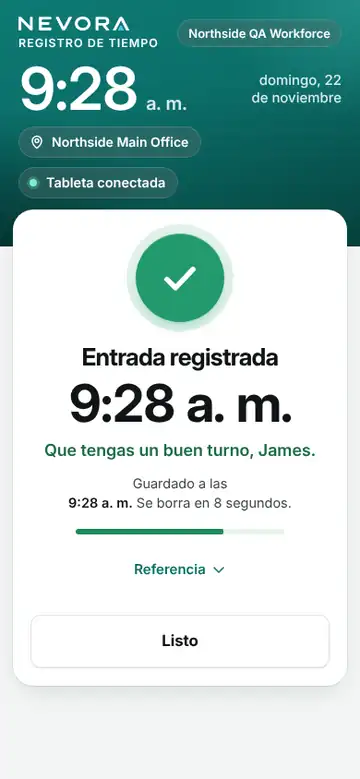 NEVORA
REGISTRO DE TIEMPO
Northside QA Workforce
9:28 a. m.
domingo, 22
de noviembre
Northside Main Office
Tableta conectada
Entrada registrada
9:28 a. m.
Que tengas un buen turno, James.
Guardado a las
9:28 a. m. Se borra en 8 segundos.
Referencia
Listo